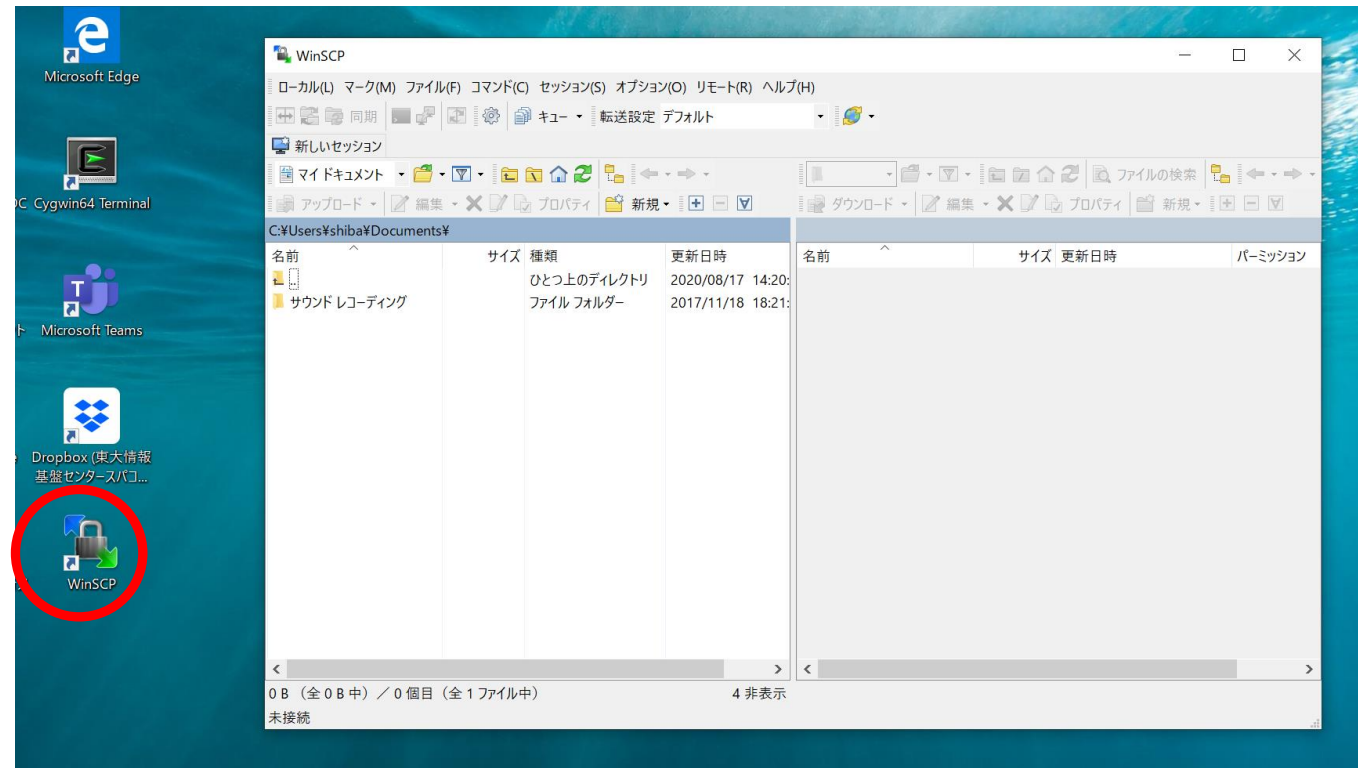 Microsoft Edge
Cygwin64 Terminal
Microsoft Teams
Dropbox (東大情報
基盤センタースパコ...
WinSCP
WinSCP
ローカル(L) マーク(M) ファイル(F) コマンド(C) セッション(S) オプション(O) リモート(R) ヘルプ(H)
同期 キュー 転送設定 デフォルト
新しいセッション
マイ ドキュメント ファイルの検索
アップロード 編集 プロパティ 新規 ダウンロード 編集 プロパティ 新規
C:¥Users¥shiba¥Documents¥
名前 サイズ 種類 更新日時 名前 サイズ 更新日時 パーミッション
.. ひとつ上のディレクトリ 2020/08/17 14:20:
サウンド レコーディング ファイル フォルダー 2017/11/18 18:21:
0 B (全 0 B 中) / 0 個目 (全 1 ファイル中) 4 非表示
未接続